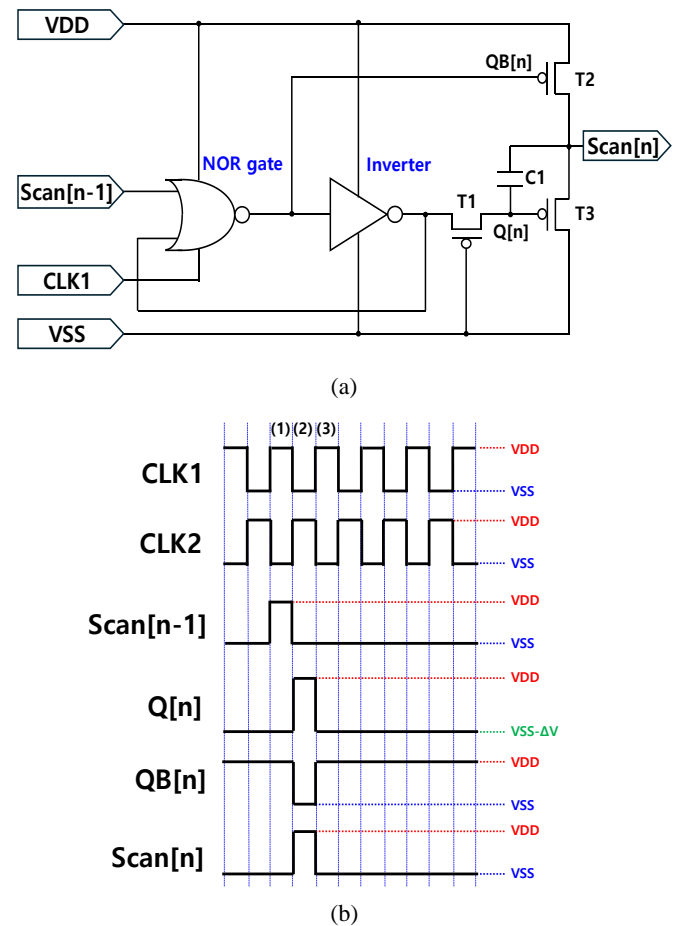 VDD
QB[n]
T2
NOR gate
Inverter
Scan[n]
C1
Scan[n-1]
T1
T3
Q[n]
CLK1
VSS
(a)
(1) (2) (3)
CLK1
VDD
VSS
CLK2
VDD
VSS
Scan[n-1]
VDD
VSS
Q[n]
VDD
VSS-ΔV
QB[n]
VDD
VSS
Scan[n]
VDD
VSS
(b)